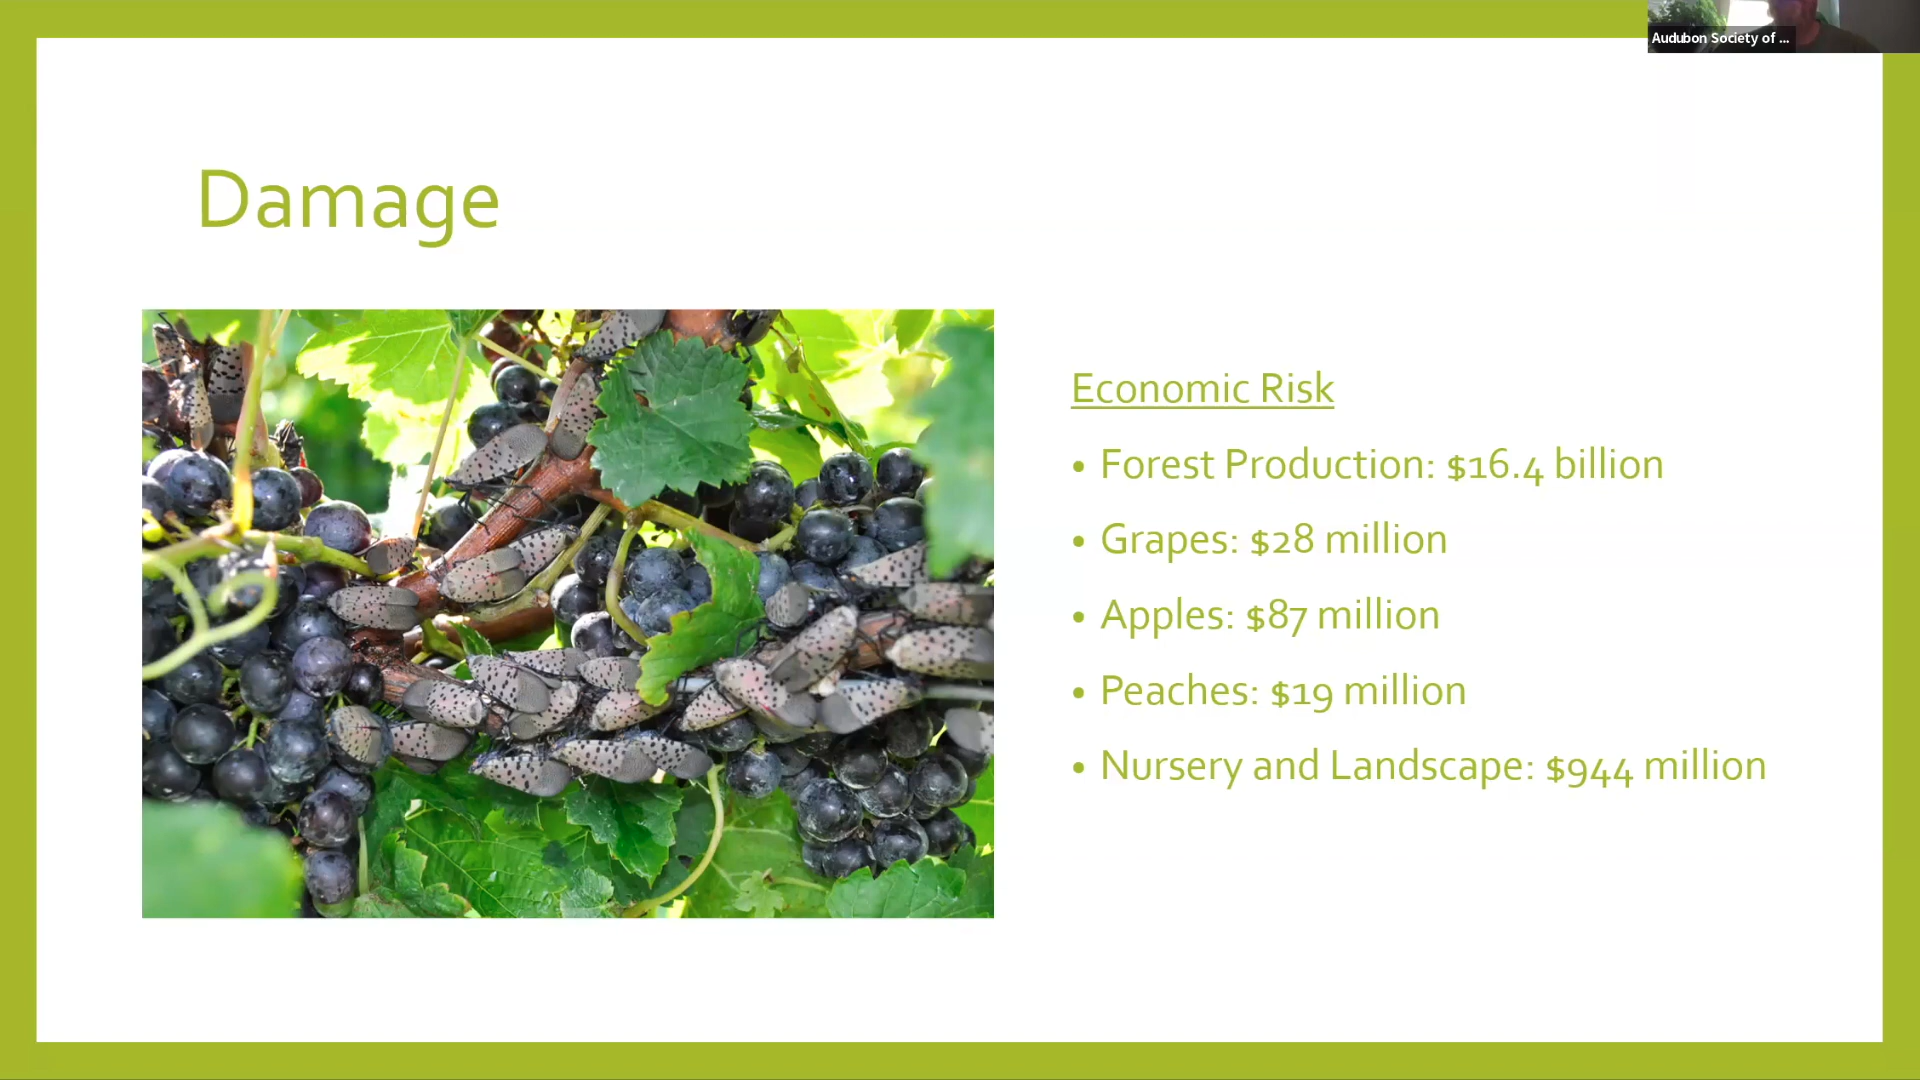 Audubon Society of ...
Damage
Economic Risk
• Forest Production: $16.4 billion
• Grapes: $28 million
• Apples: $87 million
• Peaches: $19 million
• Nursery and Landscape: $944 million